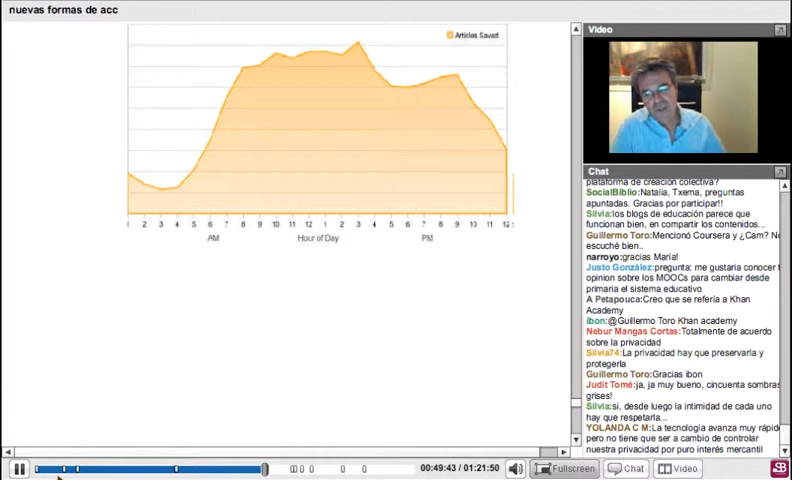 nuevas formas de acc
Articles Saved
1 2 3 4 5 6 7 8 9 10 11 12 1 2 3 4 5 6 7 8 9 10 11 12
AM Hour of Day PM
Video
Chat
plataforma de creación colectiva?
SocialBiblio:Natalia, Txema, preguntas
apuntadas. Gracias por participar!!
Silvia:los blogs de educación parece que
funcionan bien, en compartir los contenidos...
Guillermo Toro:Mencionó Coursera y ¿Cam? No
escuché bien..
narroyo:gracias María!
Justo González:pregunta: me gustaria conocer
opinion sobre los MOOCs para cambiar desde
primaria el sistema educativo
A Petapouca:Creo que se refería a Khan
Academy
ibon:@Guillermo Toro Khan academy
Nebur Mangas Cortas:Totalmente de acuerdo
sobre la privacidad
Silvia74:La privacidad hay que preservarla y
protegerla
Guillermo Toro:Gracias ibon
Judit Tomé:ja, ja muy bueno, cincuenta sombras
grises!
Silvia:si, desde luego la intimidad de cada uno
hay que respetarla...
YOLANDA C M:La tecnología avanza muy rápido
pero no tiene que ser a cambio de controlar
nuestra privacidad por puro interés mercantil
00:49:43 / 01:21:50
Fullscreen
Chat
Video
SB